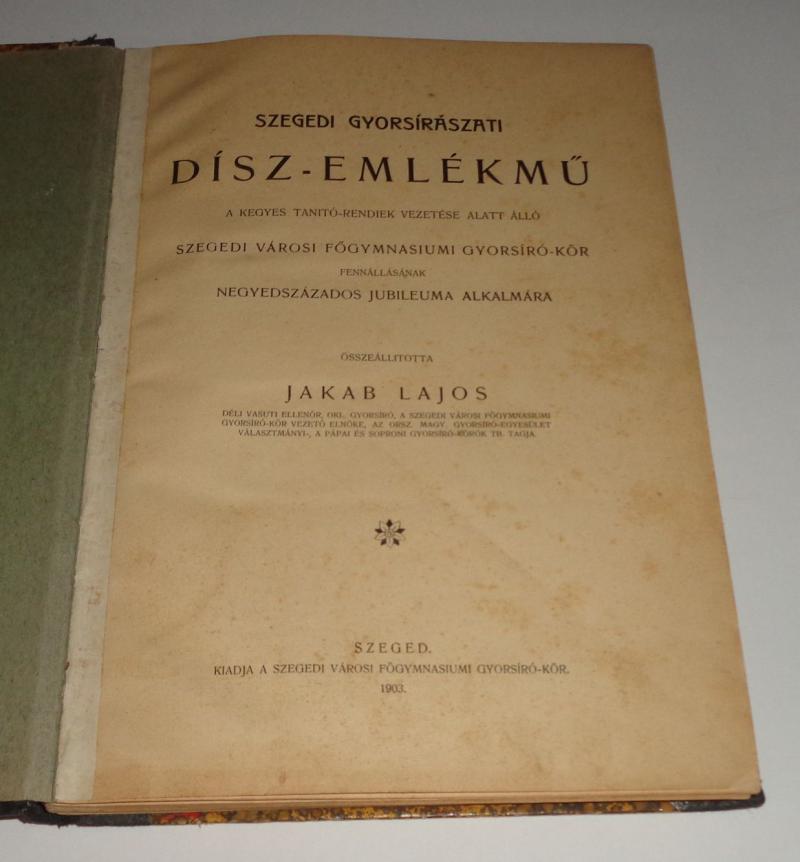 SZEGEDI GYORSÍRÁSZATI
DÍSZ-EMLÉKMŰ
A KEGYES TANITÓ-RENDIEK VEZETÉSE ALATT ÁLLÓ
SZEGEDI VÁROSI FŐGYMNASIUMI GYORSÍRÓ-KÖR
FENNÁLLÁSÁNAK
NEGYEDSZÁZADOS JUBILEUMA ALKALMÁRA
ÖSSZEÁLLITOTTA
JAKAB LAJOS
DÉLI VASUTI ELLENŐR, OKL. GYORSÍRÓ, A SZEGEDI VÁROSI FŐGYMNASIUMI
GYORSÍRÓ-KÖR VEZETŐ ELNÖKE, AZ ORSZ. MAGY. GYORSÍRÓ-EGYESÜLET
VÁLASZTMÁNYI-, A PÁPAI ÉS SOPRONI GYORSÍRÓ-KÖRÖK TB. TAGJA.
SZEGED.
KIADJA A SZEGEDI VÁROSI FŐGYMNASIUMI GYORSÍRÓ-KÖR.
1903.